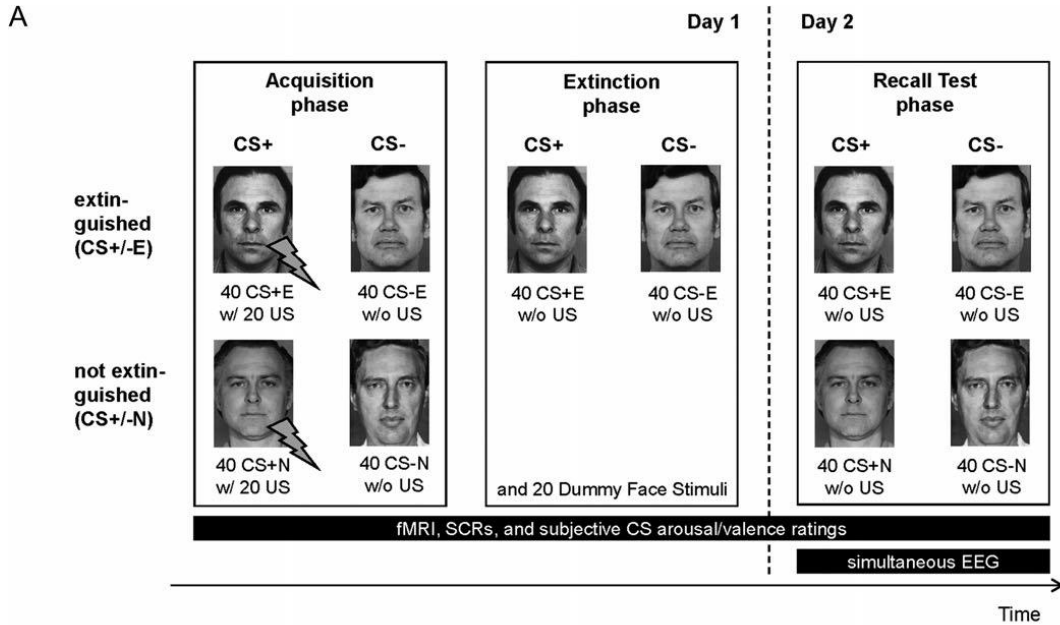 A
Day 1
Day 2
Acquisition
phase
CS+
CS-
Extinction
phase
CS+
CS-
Recall Test
phase
CS+
CS-
extin-
guished
(CS+/-E)
40 CS+E
w/ 20 US
40 CS-E
w/o US
40 CS+E
w/o US
40 CS-E
w/o US
40 CS+E
w/o US
40 CS-E
w/o US
not extin-
guished
(CS+/-N)
40 CS+N
w/ 20 US
40 CS-N
w/o US
and 20 Dummy Face Stimuli
40 CS+N
w/o US
40 CS-N
w/o US
fMRI, SCRs, and subjective CS arousal/valence ratings
simultaneous EEG
Time